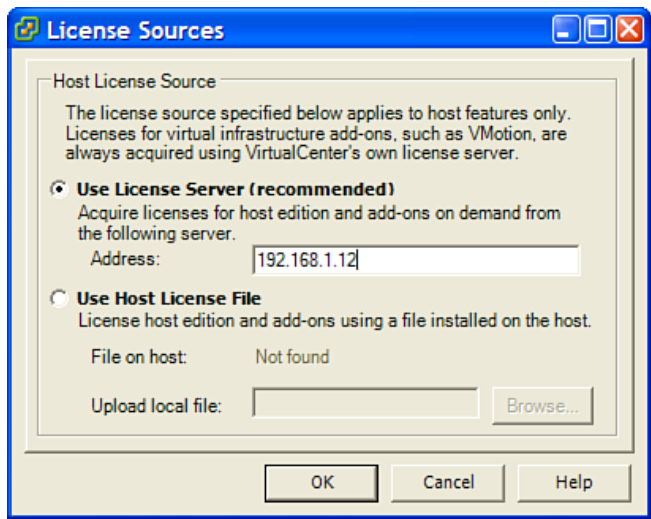 License Sources
Host License Source
The license source specified below applies to host features only.
Licenses for virtual infrastructure add-ons, such as VMotion, are
always acquired using VirtualCenter's own license server.
Use License Server (recommended)
Acquire licenses for host edition and add-ons on demand from
the following server.
Address: 192.168.1.12
Use Host License File
License host edition and add-ons using a file installed on the host.
File on host: Not found
Upload local file: Browse...
OK Cancel Help